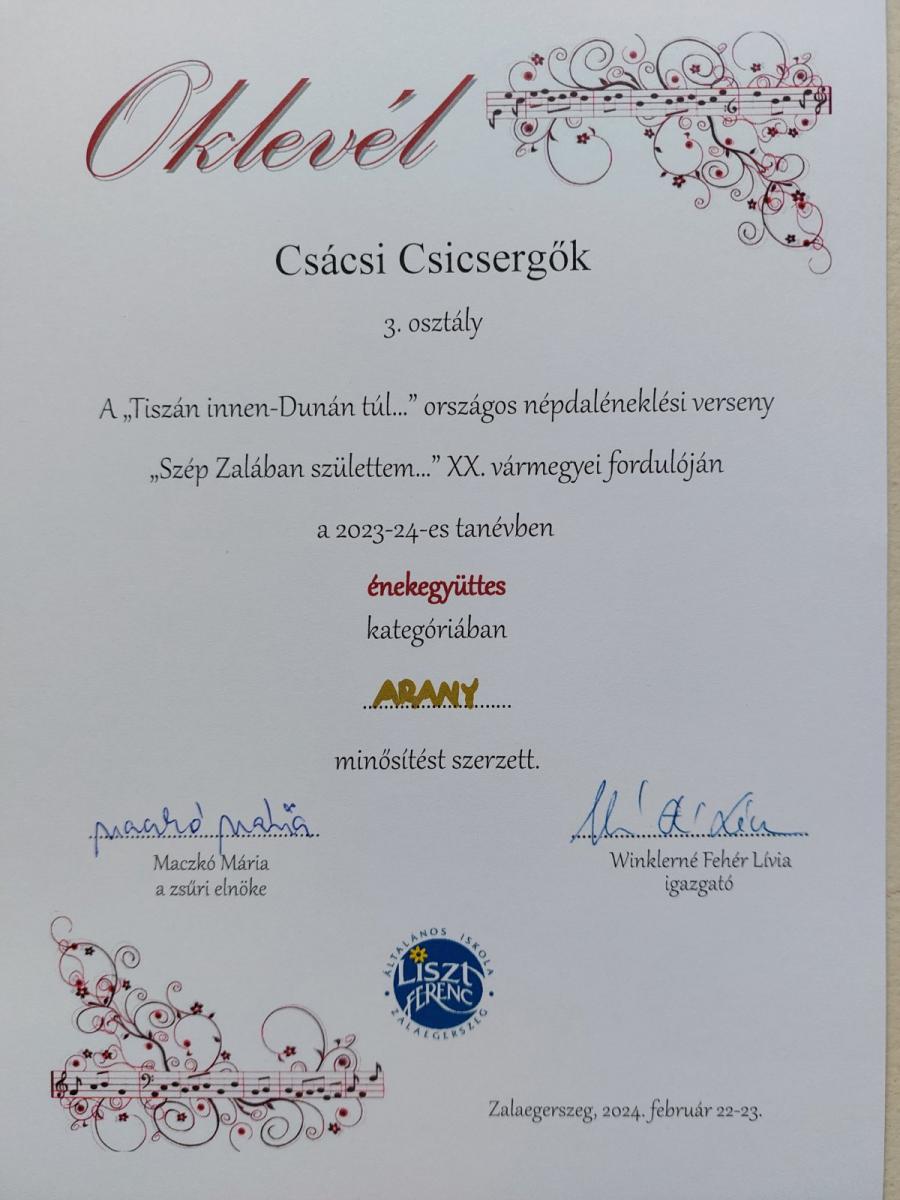 Oklevél
Csácsi Csicsergők
3. osztály
A „Tiszán innen-Dunán túl...” országos népdaléneklési verseny
„Szép Zalában születtem...” XX. vármegyei fordulóján
a 2023-24-es tanévben
énekegyüttes
kategóriában
ARANY
minősítést szerzett.
Maczkó Mária
Maczkó Mária
a zsűri elnöke
Winklerné Fehér Lívia
igazgató
ÁLTALÁNOS ISKOLA
LISZT
FERENC
ZALAEGERSZEG
Zalaegerszeg, 2024. február 22-23.